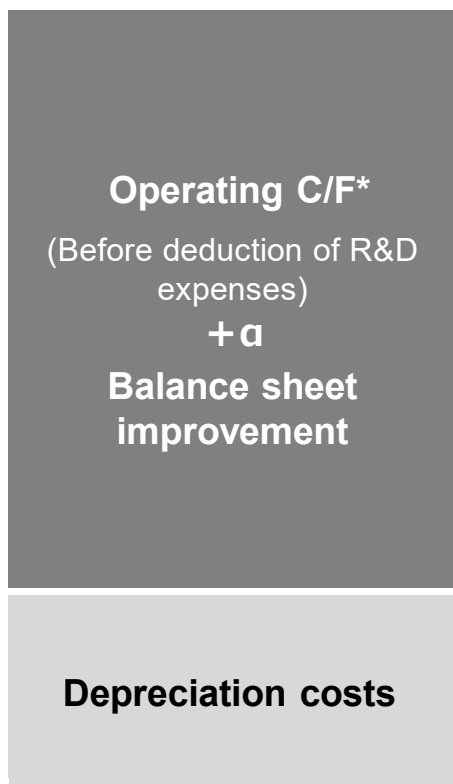 Operating C/F*
(Before deduction of R&D
expenses)
+α
Balance sheet
improvement
Depreciation costs